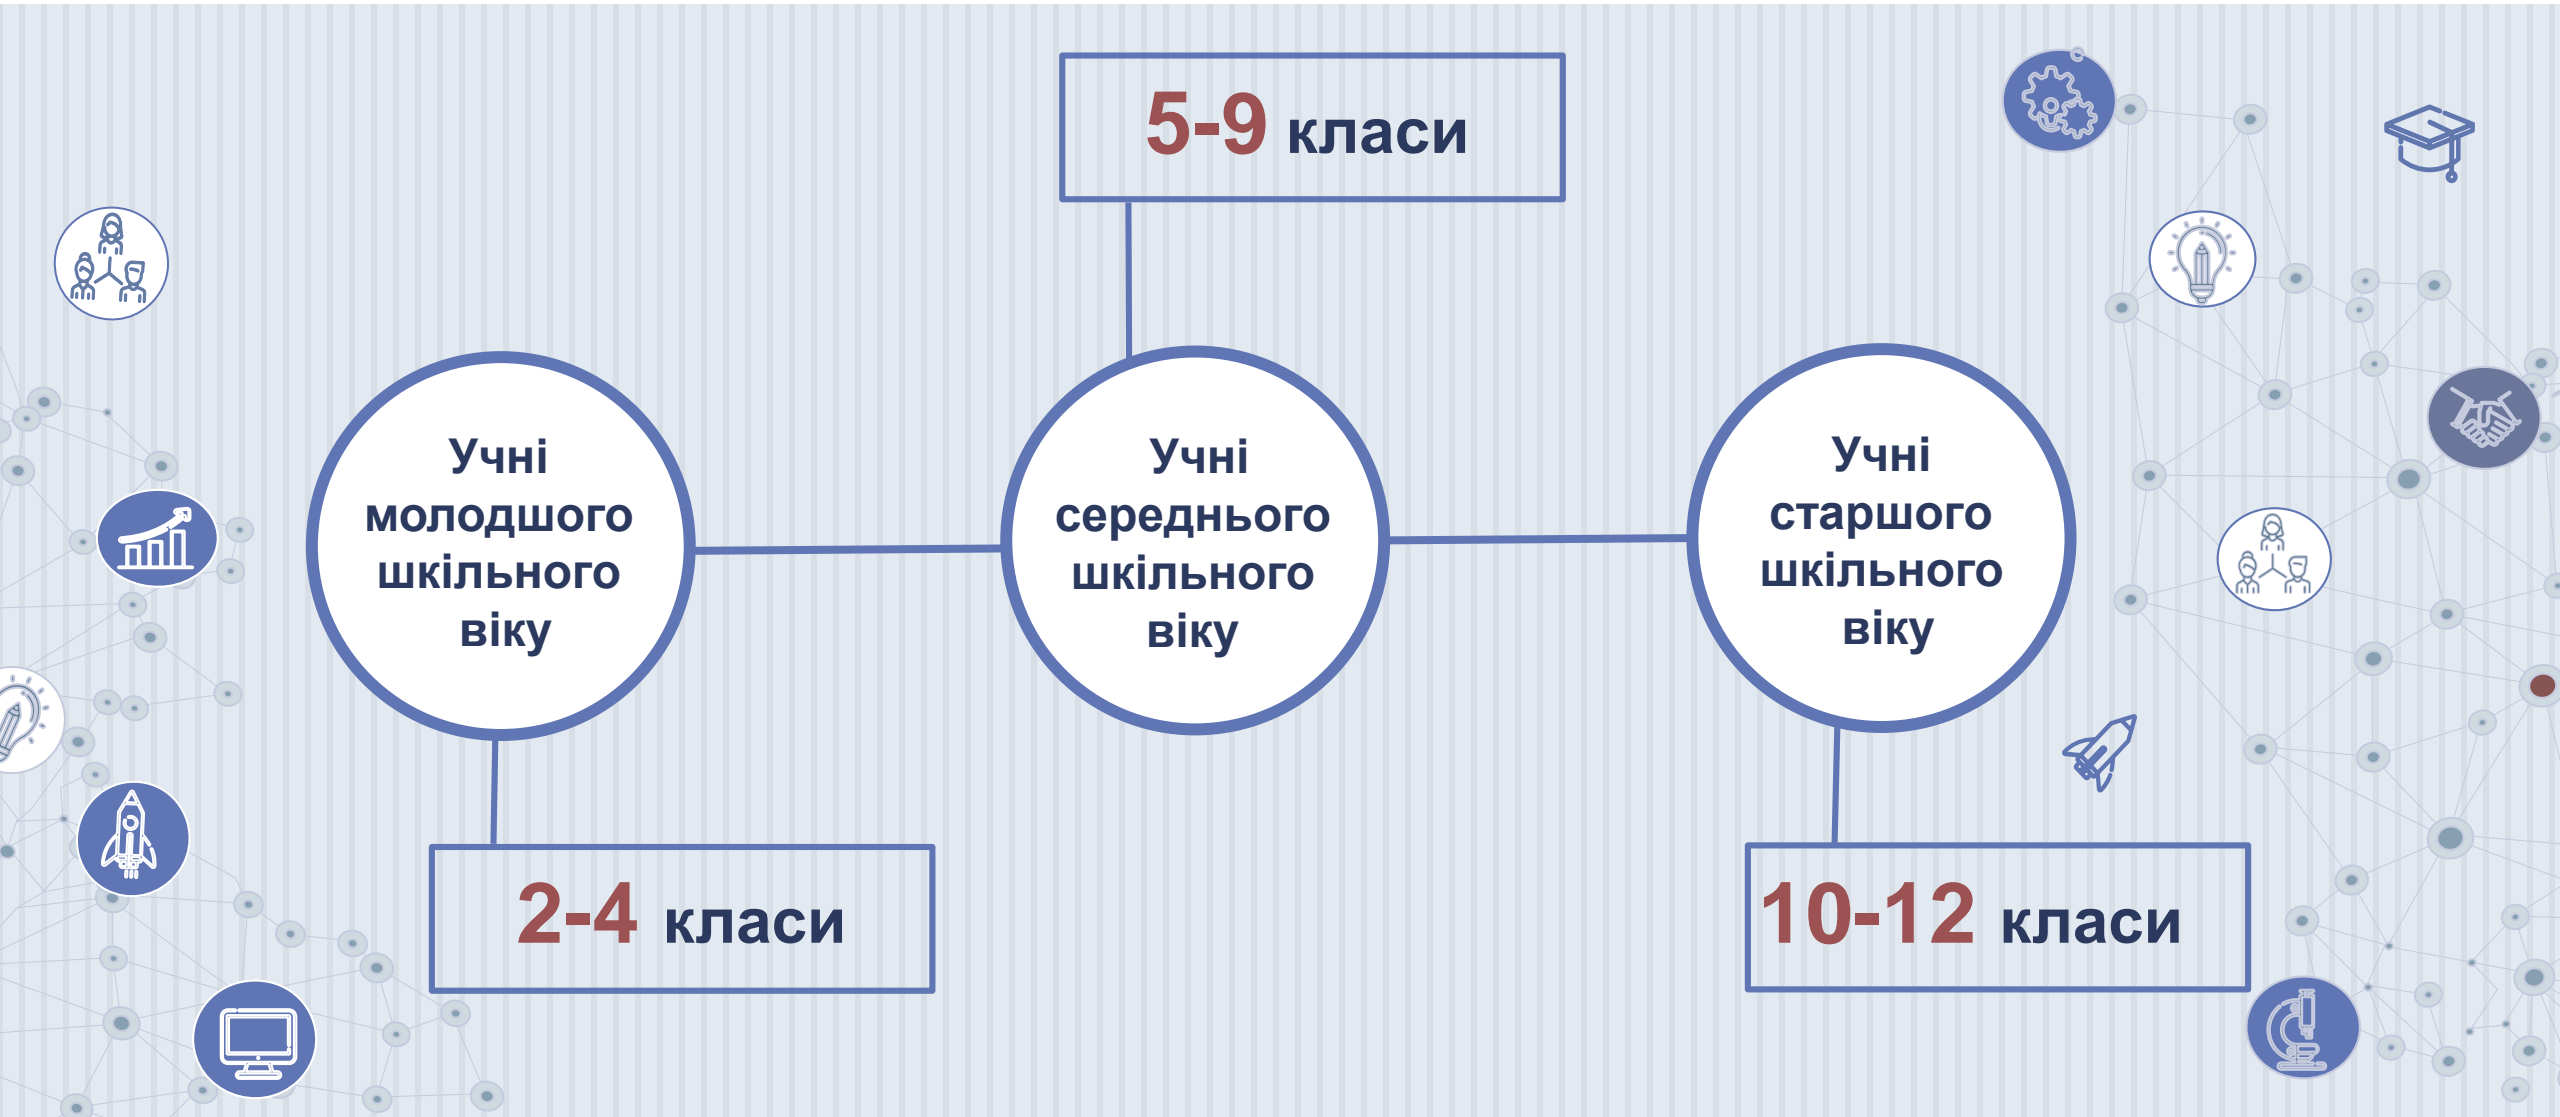 5-9 класи
Учні
молодшого
шкільного
віку
Учні
середнього
шкільного
віку
Учні
старшого
шкільного
віку
2-4 класи
10-12 класи